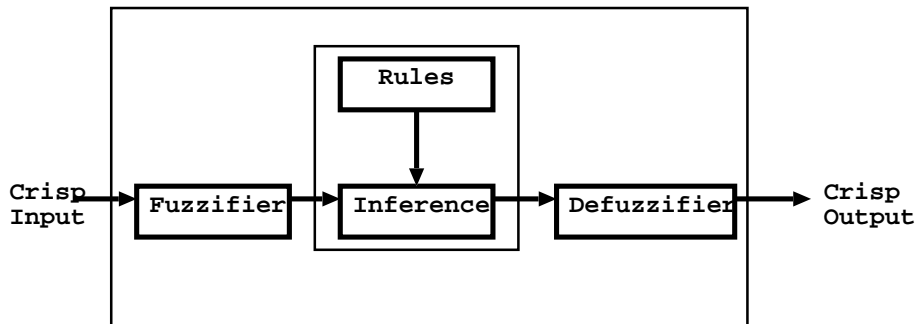 Rules
Crisp
Input
Fuzzifier
Inference
Defuzzifier
Crisp
Output